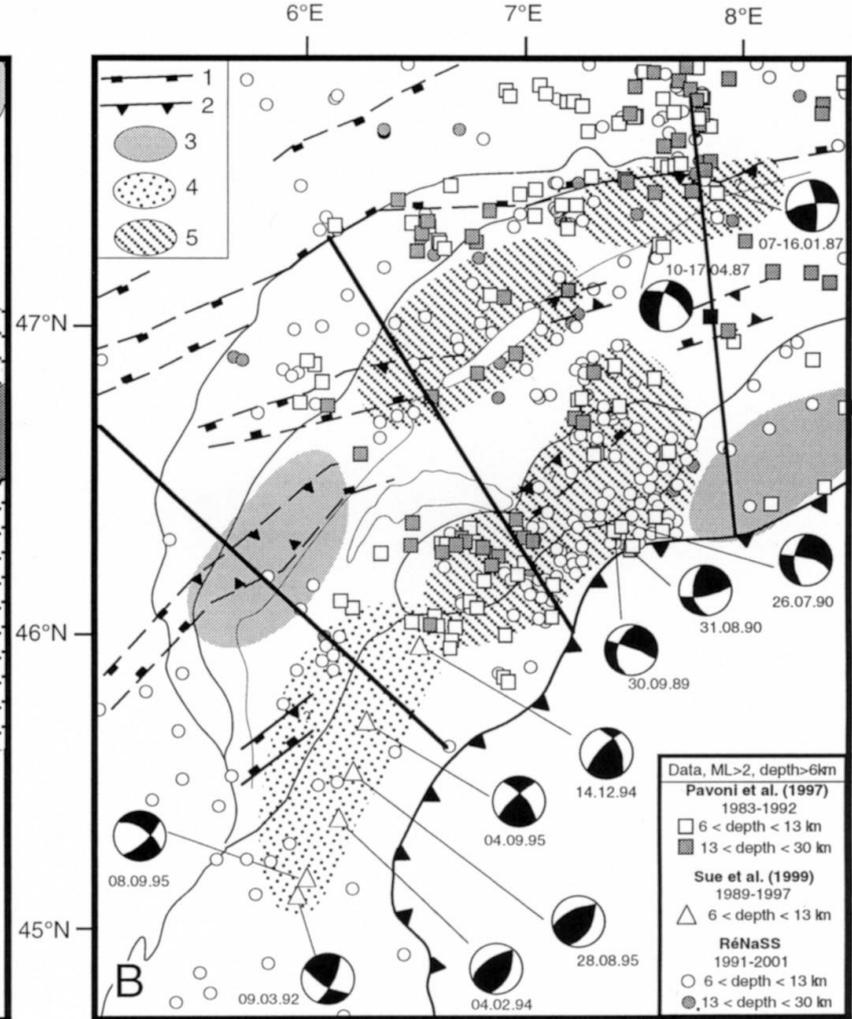 6°E 7°E 8°E
1
2
3
4
5
47°N
46°N
45°N
07-16.01.87
10-17.04.87
26.07.90
31.08.90
30.09.89
14.12.94
04.09.95
08.09.95
28.08.95
09.03.92
04.02.94
B
Data, ML>2, depth>6km
Pavoni et al. (1997)
1983-1992
6 < depth < 13 km
13 < depth < 30 km
Sue et al. (1999)
1989-1997
6 < depth < 13 km
RéNaSS
1991-2001
6 < depth < 13 km
13 < depth < 30 km